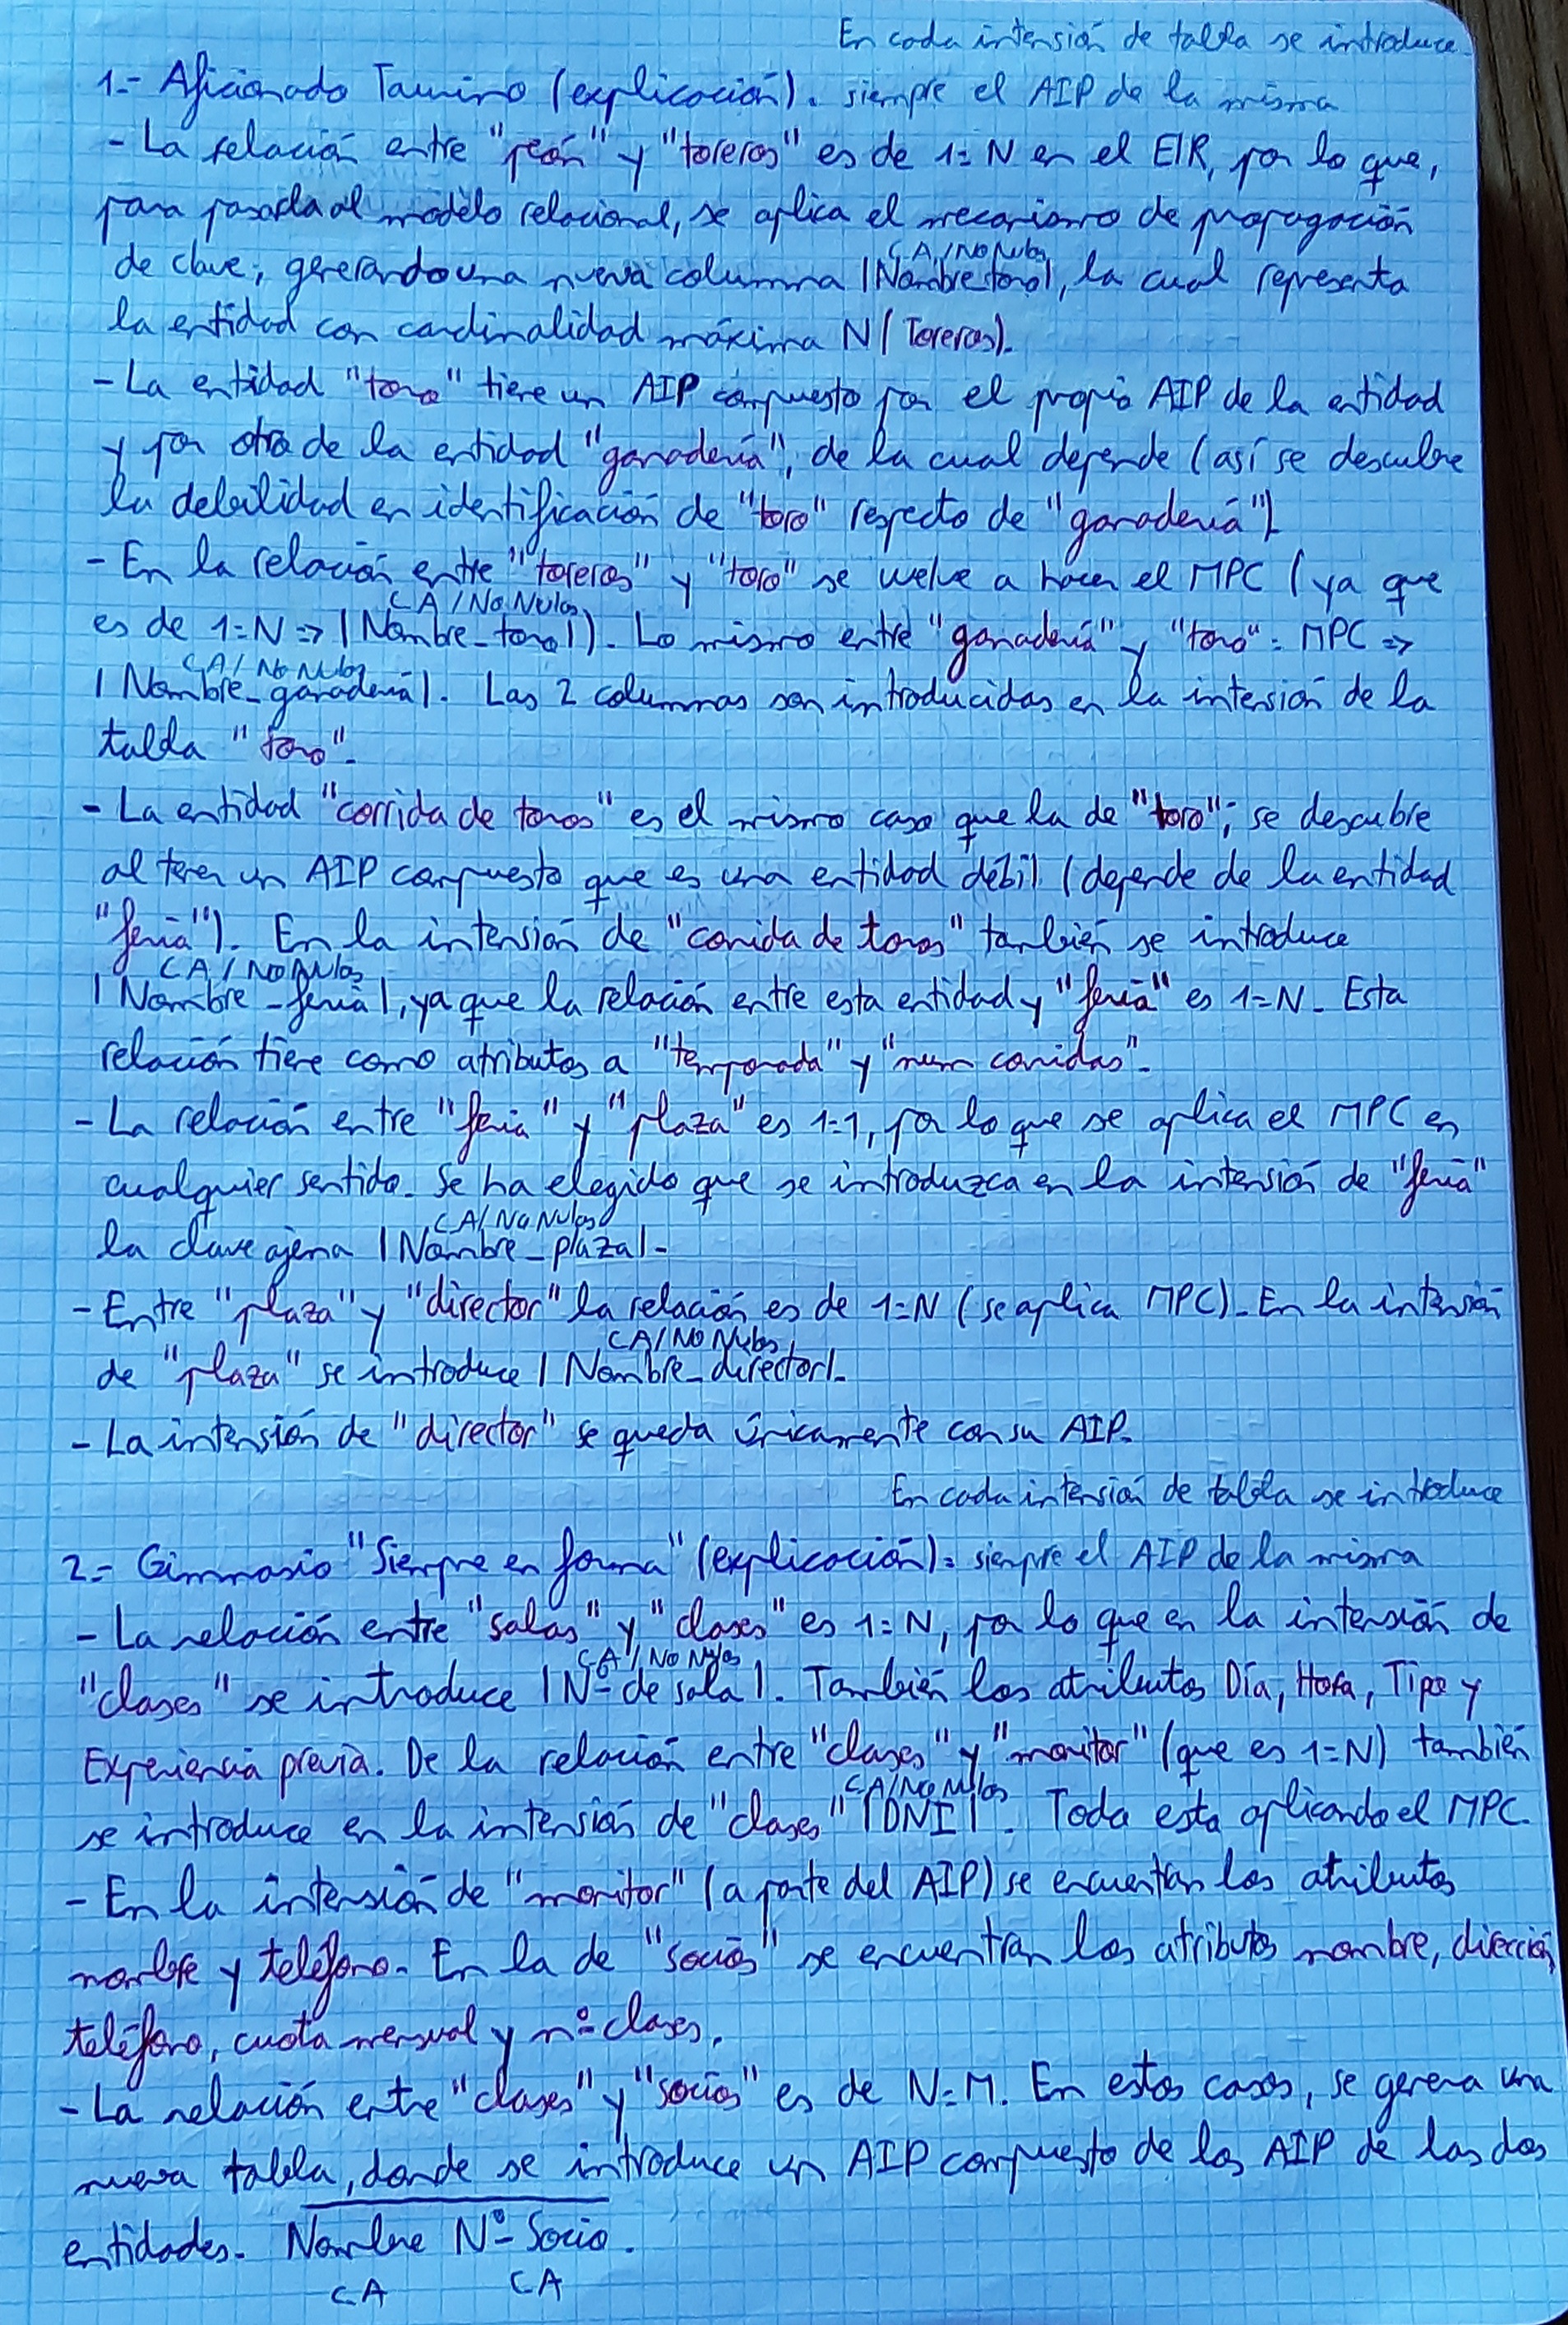 En cada intensión de tabla se introduce
1.- Aficionado Taurino (explicación): siempre el AIP de la misma
- La relación entre "peón" y "toreros" es de 1:N en el E/R, por lo que,
para pasarla al modelo relacional, se aplica el mecanismo de propagación
CA/No Nulos
de clave, generando una nueva columna |Nombre_toro|, la cual representa
la entidad con cardinalidad máxima N (Toreros).
- La entidad "toro" tiene un AIP compuesto por el propio AIP de la entidad
y por otro de la entidad "ganadería", de la cual depende (así se descubre
la debilidad en identificación de "toro" respecto de "ganadería").
- En la relación entre "toreros" y "toro" se vuelve a hacer el MPC (ya que
CA/No Nulos
es de 1:N => |Nombre_toro|). Lo mismo entre "ganadería" y "toro": MPC =>
CA/No Nulos
|Nombre_ganadería|. Las 2 columnas son introducidas en la intensión de la
tabla "toro".
- La entidad "corrida de toros" es el mismo caso que la de "toro"; se descubre
al tener un AIP compuesto que es una entidad débil (depende de la entidad
"feria"). En la intensión de "corrida de toros" también se introduce
CA/No Nulos
|Nombre_feria|, ya que la relación entre esta entidad y "feria" es 1:N. Esta
relación tiene como atributos a "temporada" y "num corridas".
- La relación entre "feria" y "plaza" es 1:1, por lo que se aplica el MPC en
cualquier sentido. Se ha elegido que se introduzca en la intensión de "feria"
CA/No Nulos
la clave ajena |Nombre_plaza|.
- Entre "plaza" y "director" la relación es de 1:N (se aplica MPC). En la intensión
CA/No Nulos
de "plaza" se introduce |Nombre_director|.
- La intensión de "director" se queda únicamente con su AIP.
En cada intensión de tabla se introduce
2.- Gimnasio "Siempre en forma" (explicación): siempre el AIP de la misma
- La relación entre "salas" y "clases" es 1:N, por lo que en la intensión de
CA/No Nulos
"clases" se introduce |Nº de sala|. También los atributos Día, Hora, Tipo y
Experiencia previa. De la relación entre "clases" y "monitor" (que es 1:N) también
CA/No Nulos
se introduce en la intensión de "clases" |DNI|. Todo esto aplicando el MPC.
- En la intensión de "monitor" (a parte del AIP) se encuentran los atributos
nombre y teléfono. En la de "socios" se encuentran los atributos nombre, dirección,
teléfono, cuota mensual y nº clases.
- La relación entre "clases" y "socios" es de N:M. En estos casos, se genera una
nueva tabla, donde se introduce un AIP compuesto de los AIP de las dos
entidades. Nombre Nº Socio.
CA CA